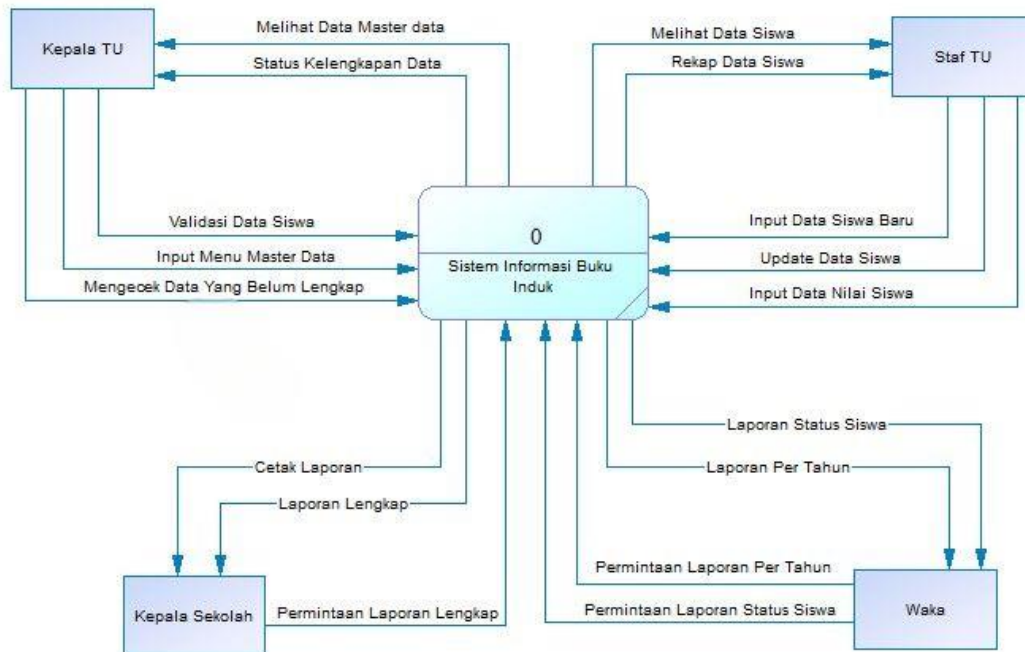 Melihat Data Master data
Kepala TU
Status Kelengkapan Data
Melihat Data Siswa
Rekap Data Siswa
Staf TU
Validasi Data Siswa
Input Menu Master Data
Mengecek Data Yang Belum Lengkap
0
Sistem Informasi Buku
Induk
Input Data Siswa Baru
Update Data Siswa
Input Data Nilai Siswa
Cetak Laporan
Laporan Lengkap
Laporan Status Siswa
Laporan Per Tahun
Kepala Sekolah
Permintaan Laporan Lengkap
Permintaan Laporan Per Tahun
Permintaan Laporan Status Siswa
Waka